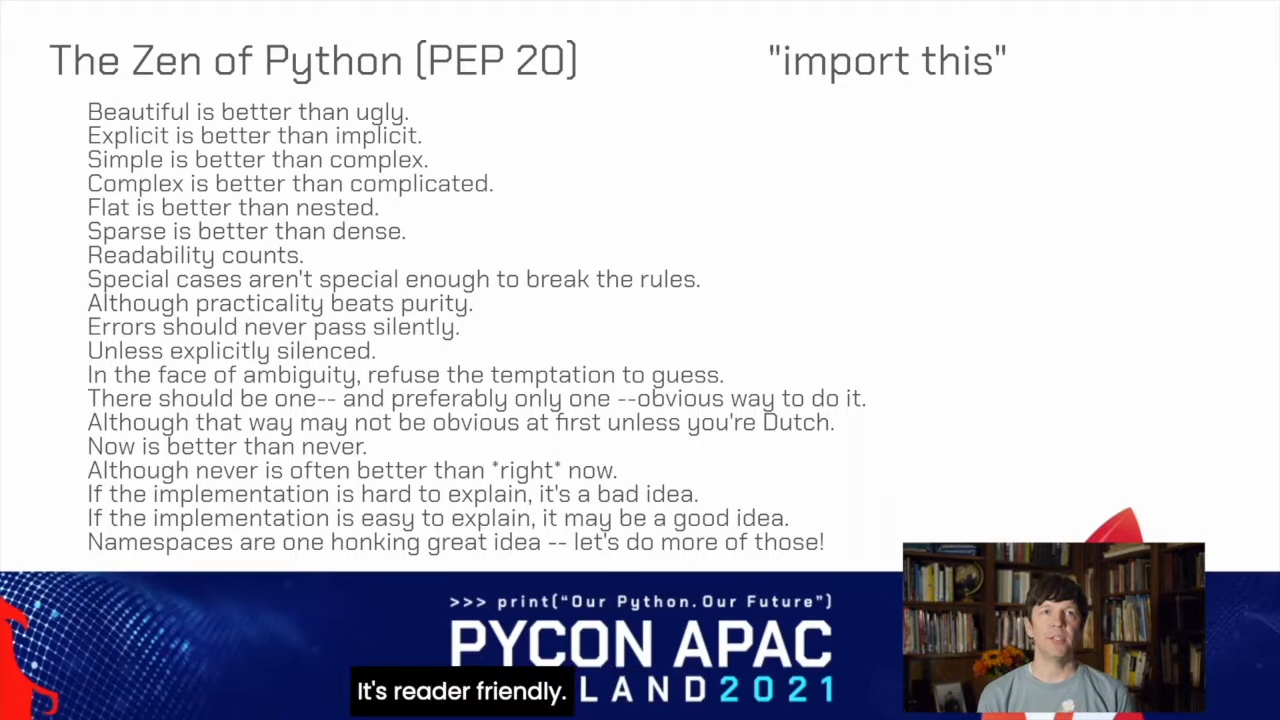 The Zen of Python (PEP 20)
"import this"
Beautiful is better than ugly.
Explicit is better than implicit.
Simple is better than complex.
Complex is better than complicated.
Flat is better than nested.
Sparse is better than dense.
Readability counts.
Special cases aren't special enough to break the rules.
Although practicality beats purity.
Errors should never pass silently.
Unless explicitly silenced.
In the face of ambiguity, refuse the temptation to guess.
There should be one-- and preferably only one --obvious way to do it.
Although that way may not be obvious at first unless you're Dutch.
Now is better than never.
Although never is often better than *right* now.
If the implementation is hard to explain, it's a bad idea.
If the implementation is easy to explain, it may be a good idea.
Namespaces are one honking great idea -- let's do more of those!
>>> print("Our Python.Our Future")
PYCON APAC
LAND 2021
It's reader friendly.